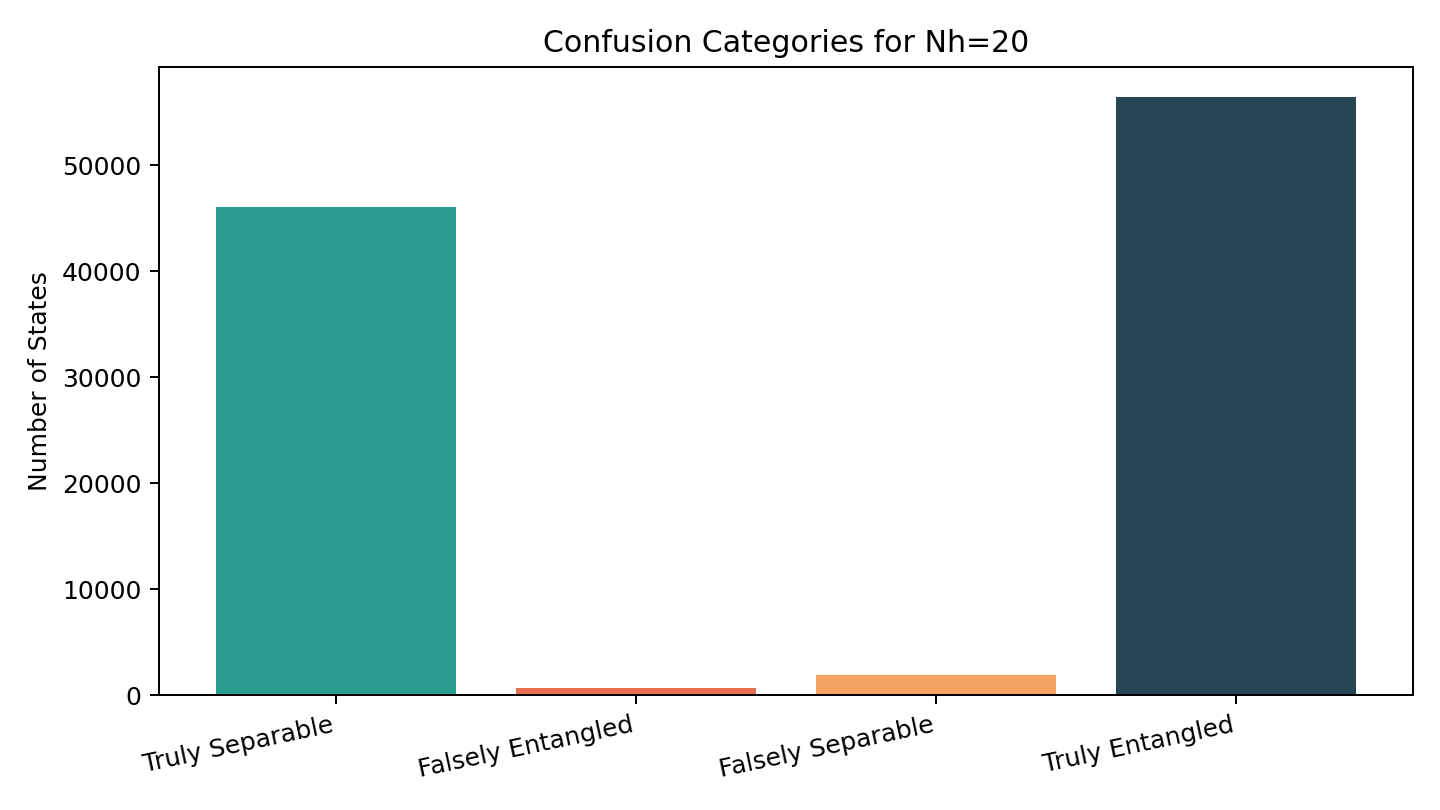 Confusion Categories for Nh=20
Number of States
50000
40000
30000
20000
10000
0
Truly Separable
Falsely Entangled
Falsely Separable
Truly Entangled